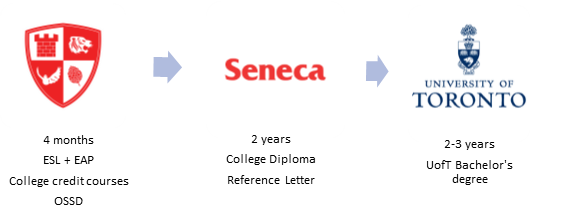 Seneca
UNIVERSITY OF
TORONTO
4 months
ESL + EAP
College credit courses
OSSD
2 years
College Diploma
Reference Letter
2-3 years
UofT Bachelor's
degree